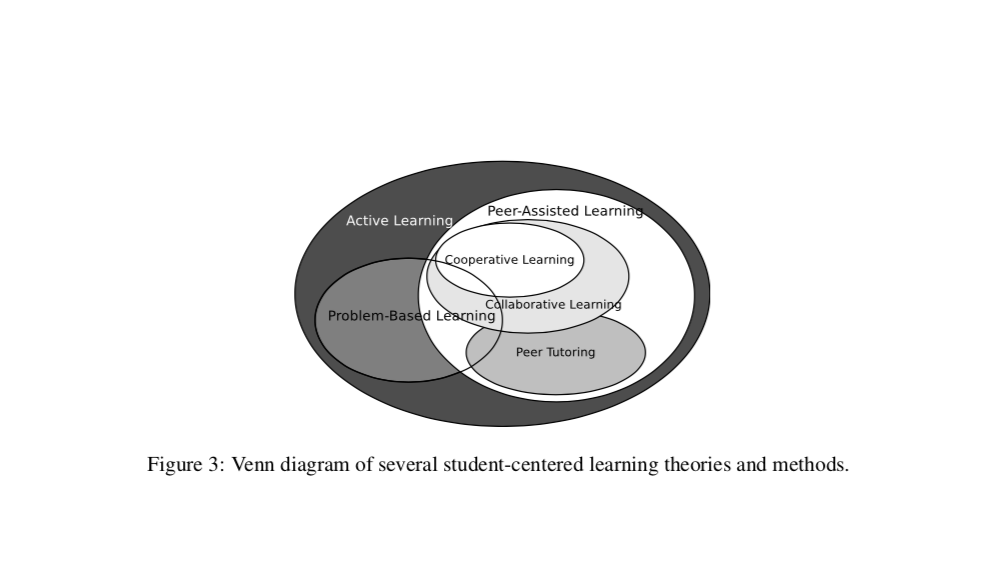 Active Learning
Peer-Assisted Learning
Cooperative Learning
Collaborative Learning
Problem-Based Learning
Peer Tutoring
Figure 3: Venn diagram of several student-centered learning theories and methods.